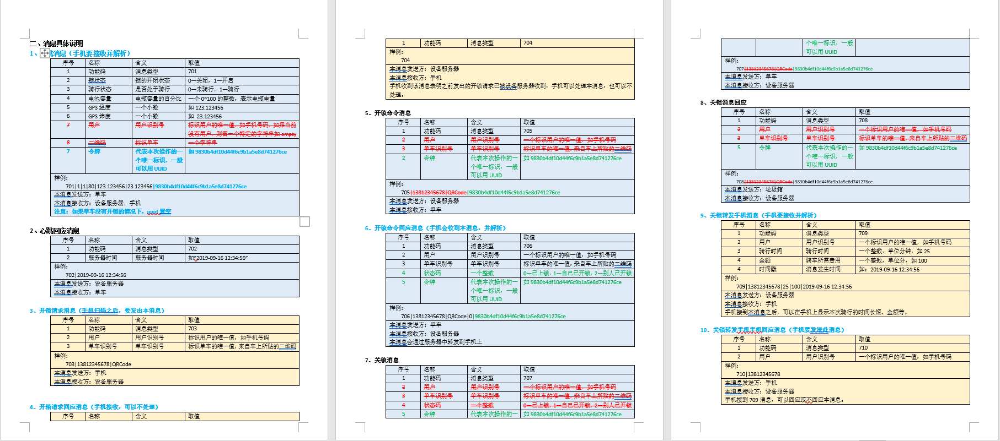 二、消息具体说明
1、跳消息（手机要接收并解析）
序号 名称 含义 取值
1 功能码 消息类型 701
2 锁状态 锁的开闭状态 0—关闭，1—开启
3 骑行状态 是否处于骑行 0—未骑行，1—骑行
4 电池容量 电瓶容量的百分比 一个 0~100 的整数，表示电瓶电量
5 GPS 经度 一个小数 如 123.123456
6 GPS 纬度 一个小数 如 23.123456
7 用户 用户识别号 标识用户的唯一值，如手机号码，如果当前
没有用户，则留一个特定的字符串如 empty
8 二维码 标识单车 一个字符串
7 令牌 代表本次操作的一 如 9830b4df10d44f6c9b1a5e8d741276ce
个唯一标识，一般
可以用 UUID
样例：
701|1|1|80|123.123456|23.123456|9830b4df10d44f6c9b1a5e8d741276ce
本消息发送方：单车
本消息接收方：设备服务器，手机
注意：如果单车没有开锁的情况下，uuid 置空
2、心跳回应消息
序号 名称 含义 取值
1 功能码 消息类型 702
2 服务器时间 服务器时间 如“2019-09-16 12:34:56”
样例：
702|2019-09-16 12:34:56
本消息发送方：设备服务器
本消息接收方：单车
3、开锁请求消息（手机扫码之后，要发出本消息）
序号 名称 含义 取值
1 功能码 消息类型 703
2 用户 用户识别号 标识用户的唯一值，如手机号码
3 单车识别号 单车识别号 标识单车的唯一值，来自车上所贴的二维码
样例：
703|13812345678|QRCode
本消息发送方：手机
本消息接收方：设备服务器
4、开箱请求回应消息（手机接收，可以不处理）
序号 名称 含义 取值
1 功能码 消息类型 704
样例：
704
本消息发送方：设备服务器
本消息接收方：手机
手机收到该消息表明之前发出的开锁请求已被设备服务器收到，手机可以处理本消息，也可以不
处理。
5、开锁命令消息
序号 名称 含义 取值
1 功能码 消息类型 705
2 用户 用户识别号 一个标识用户的唯一值，如手机号码
3 单车识别号 单车识别号 标识单车的唯一值，来自车上所贴的二维码
2 令牌 代表本次操作的一 如 9830b4df10d44f6c9b1a5e8d741276ce
个唯一标识，一般
可以用 UUID
样例：
705|13812345678|QRCode|9830b4df10d44f6c9b1a5e8d741276ce
本消息发送方：设备服务器
本消息接收方：单车
6、开锁命令回应消息（手机会收到本消息，并解析）
序号 名称 含义 取值
1 功能码 消息类型 706
2 用户 用户识别号 一个标识用户的唯一值，如手机号码
3 单车识别号 单车识别号 标识单车的唯一值，来自车上所贴的二维码
4 状态码 一个整数 0—已上锁，1—自己已开锁，2—别人已开锁
5 令牌 代表本次操作的一 如 9830b4df10d44f6c9b1a5e8d741276ce
个唯一标识，一般
可以用 UUID
样例：
706|13812345678|QRCode|0|9830b4df10d44f6c9b1a5e8d741276ce
本消息发送方：单车
本消息接收方：设备服务器
本消息会通过服务器中转发到手机上
7、关锁消息
序号 名称 含义 取值
1 功能码 消息类型 707
2 用户 用户识别号 一个标识用户的唯一值，如手机号码
3 单车识别号 单车识别号 标识单车的唯一值，来自车上所贴的二维码
4 状态码 一个整数 0—已上锁，1—自己已开锁，2—别人已开锁
5 令牌 代表本次操作的一 如 9830b4df10d44f6c9b1a5e8d741276ce
个唯一标识，一般
可以用 UUID
样例：
707|13812345678|QRCode|9830b4df10d44f6c9b1a5e8d741276ce
本消息发送方：单车
本消息接收方：设备服务器
8、关锁消息回应
序号 名称 含义 取值
1 功能码 消息类型 708
2 用户 用户识别号 一个标识用户的唯一值，如手机号码
3 单车识别号 单车识别号 标识单车的唯一值，来自车上所贴的二维码
5 令牌 代表本次操作的一 如 9830b4df10d44f6c9b1a5e8d741276ce
个唯一标识，一般
可以用 UUID
样例：
708|13812345678|QRCode|9830b4df10d44f6c9b1a5e8d741276ce
本消息发送方：垃圾箱
本消息接收方：设备服务器
9、关锁转发手机消息（手机要接收并解析）
序号 名称 含义 取值
1 功能码 消息类型 709
2 用户 用户识别号 一个标识用户的唯一值，如手机号码
3 骑行时间 骑行时间 一个整数，单位分钟，如 25
4 金额 骑车所需费用 一个整数，单位分，如 100
4 时间戳 消息发生时间 如：2019-09-16 12:34:56
样例：
709|13812345678|25|100|2019-09-16 12:34:56
本消息发送方：设备服务器
本消息接收方：手机
手机接到本消息之后，可以在手机上显示本次骑行的时间长短、金额等。
10、关锁转发手机手机回应消息（手机要发送此消息）
序号 名称 含义 取值
1 功能码 消息类型 710
2 用户 用户识别号 一个标识用户的唯一值，如手机号码
样例：
710|13812345678
本消息发送方：手机
本消息接收方：设备服务器
手机接到 709 消息，可以回应或不回应本消息。